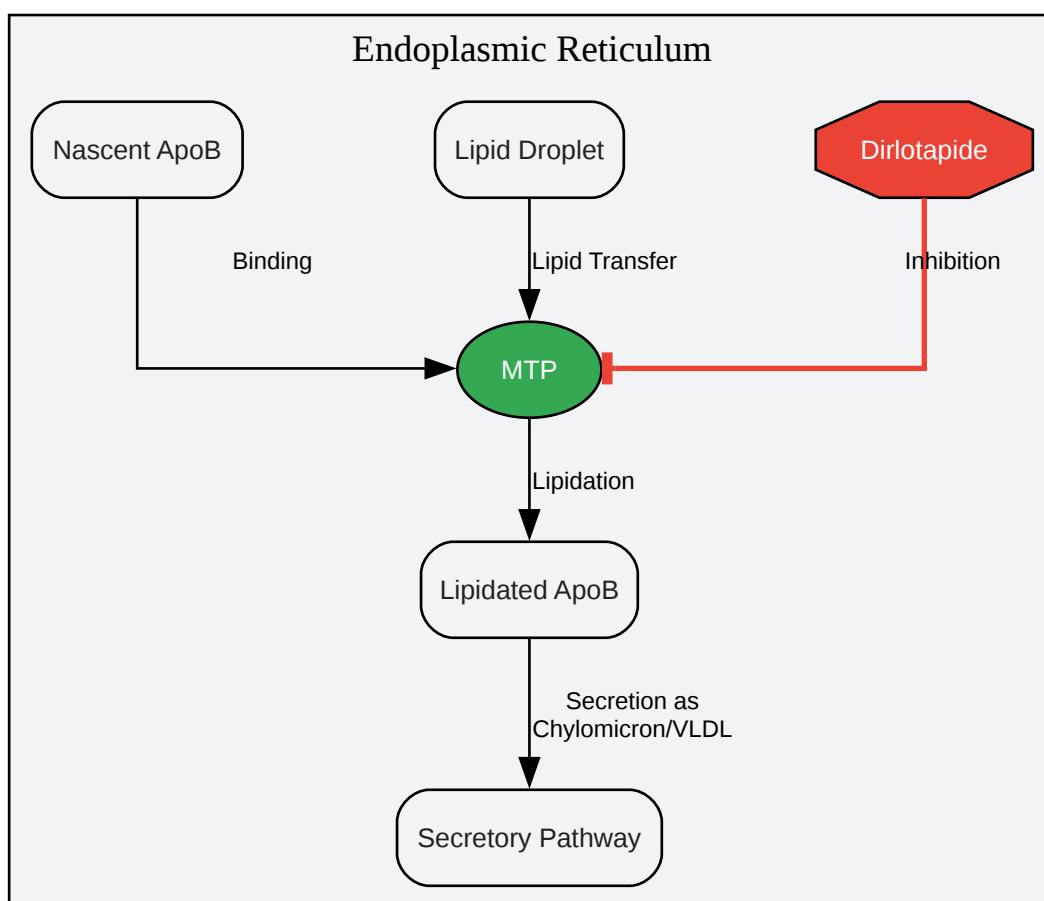 Endoplasmic Reticulum
Nascent ApoB
Lipid Droplet
Dirlotapide
Binding
Lipid Transfer
Inhibition
MTP
Lipidation
Lipidated ApoB
Secretion as
Chylomicron/VLDL
Secretory Pathway